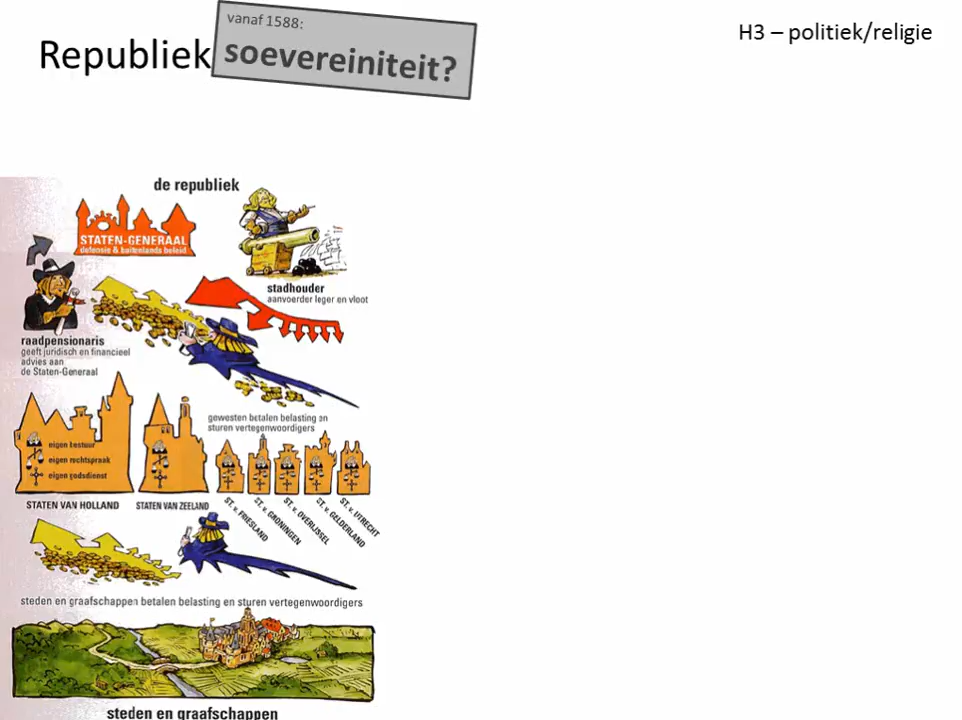 vanaf 1588:
Republiek soevereiniteit?
H3 – politiek/religie
de republiek
STATEN-GENERAAL
defensie & buitenlands beleid
stadhouder
aanvoerder leger en vloot
raadpensionaris
geeft juridisch en financieel
advies aan
de Staten-Generaal
gewesten betalen belasting en
sturen vertegenwoordigers
eigen bestuur
eigen rechtspraak
eigen godsdienst
STATEN VAN HOLLAND
STATEN VAN ZEELAND
ST. v. FRIESLAND
ST. v. GRONINGEN
ST. v. OVERIJSSEL
ST. v. GELDERLAND
ST. v. UTRECHT
steden en graafschappen betalen belasting en sturen vertegenwoordigers
steden en graafschappen